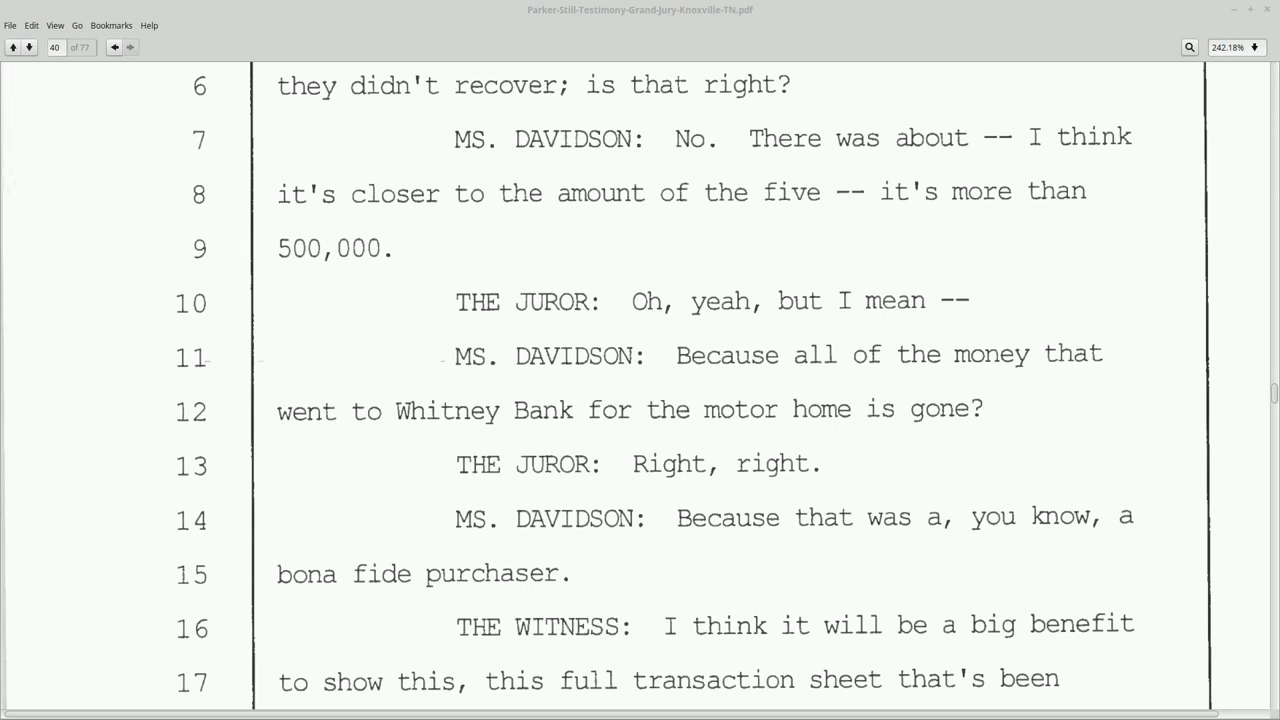 Parker-Still-Testimony-Grand-Jury-Knoxville-TN.pdf
File Edit View Go Bookmarks Help
40 of 77 242.18%
6 they didn't recover; is that right?
7 MS. DAVIDSON: No. There was about -- I think
8 it's closer to the amount of the five -- it's more than
9 500,000.
10 THE JUROR: Oh, yeah, but I mean --
11 MS. DAVIDSON: Because all of the money that
12 went to Whitney Bank for the motor home is gone?
13 THE JUROR: Right, right.
14 MS. DAVIDSON: Because that was a, you know, a
15 bona fide purchaser.
16 THE WITNESS: I think it will be a big benefit
17 to show this, this full transaction sheet that's been